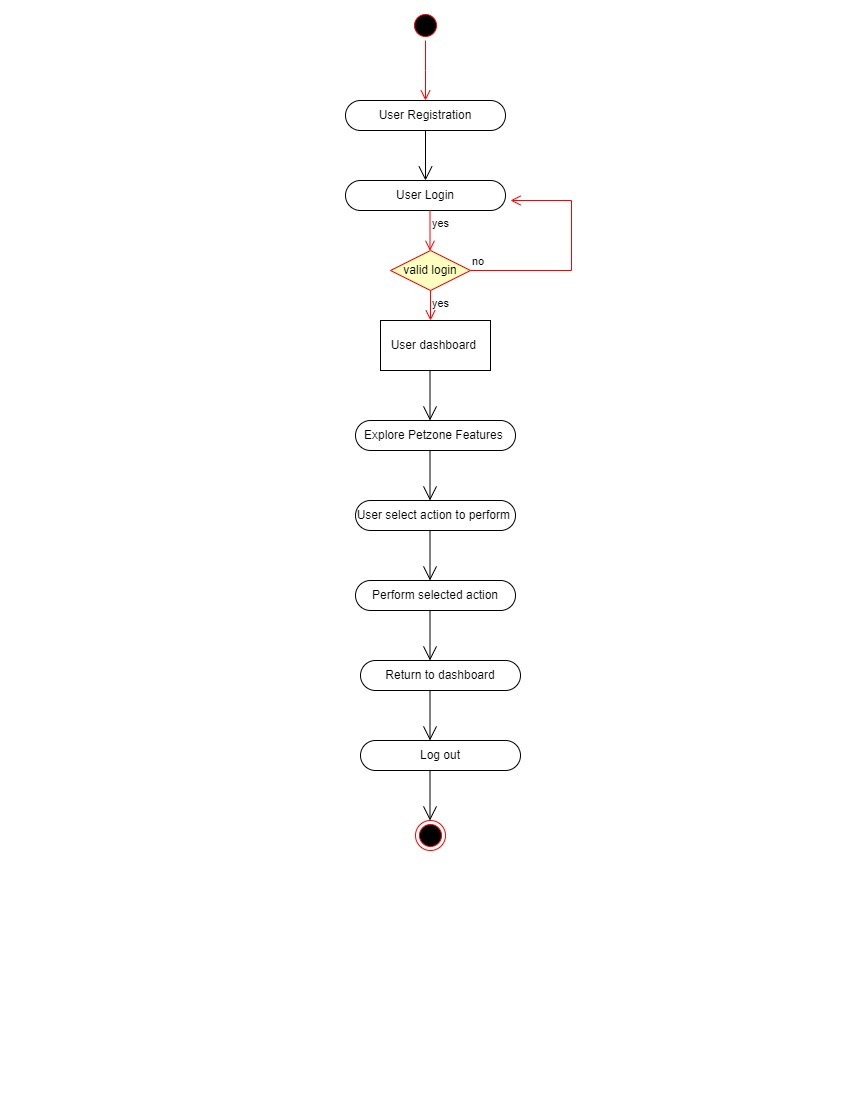 User Registration
User Login
yes
valid login
no
yes
User dashboard
Explore Petzone Features
User select action to perform
Perform selected action
Return to dashboard
Log out